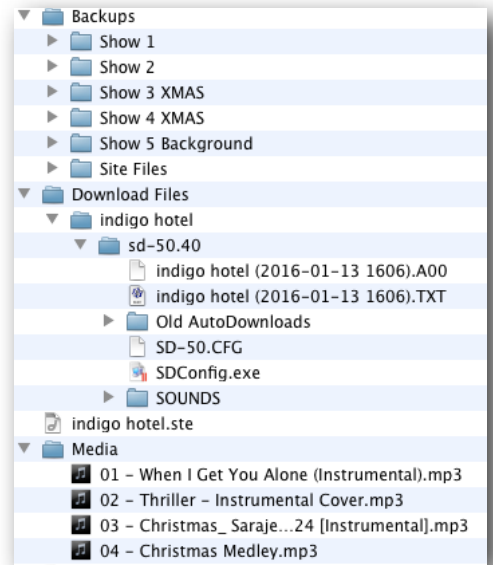 Backups
Show 1
Show 2
Show 3 XMAS
Show 4 XMAS
Show 5 Background
Site Files
Download Files
indigo hotel
sd-50.40
indigo hotel (2016-01-13 1606).A00
indigo hotel (2016-01-13 1606).TXT
Old AutoDownloads
SD-50.CFG
SDConfig.exe
SOUNDS
indigo hotel.ste
Media
01 - When I Get You Alone (Instrumental).mp3
02 - Thriller - Instrumental Cover.mp3
03 - Christmas_ Saraje...24 [Instrumental].mp3
04 - Christmas Medley.mp3